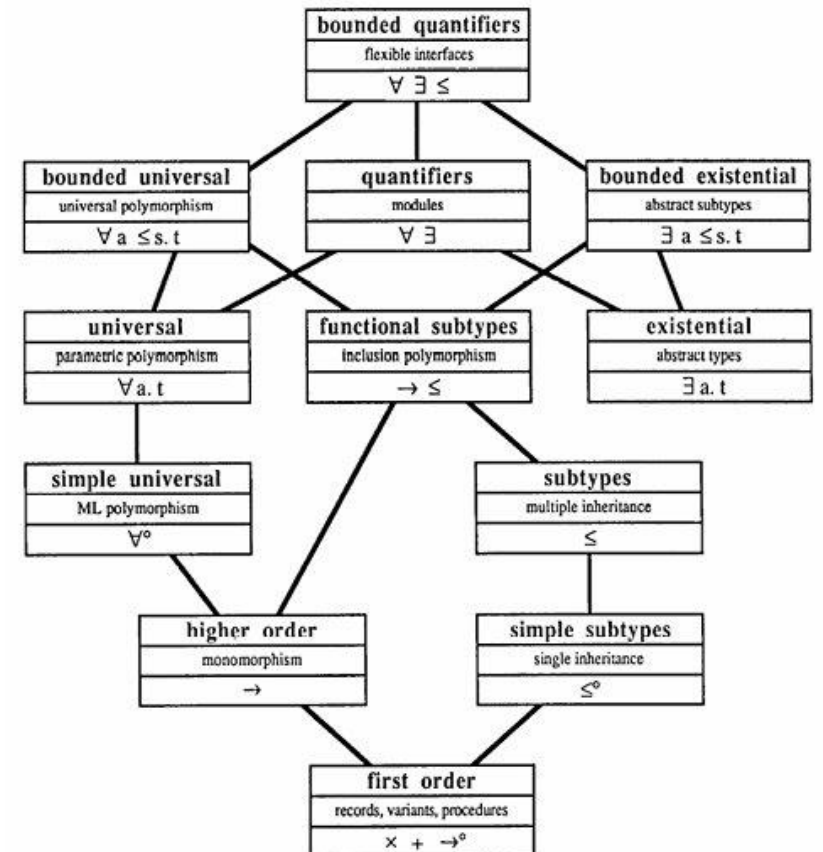 bounded quantifiers
flexible interfaces
∀ ∃ ≤
bounded universal
universal polymorphism
∀ a ≤ s. t
quantifiers
modules
∀ ∃
bounded existential
abstract subtypes
∃ a ≤ s. t
universal
parametric polymorphism
∀ a. t
functional subtypes
inclusion polymorphism
→ ≤
existential
abstract types
∃ a. t
simple universal
ML polymorphism
∀°
subtypes
multiple inheritance
≤
higher order
monomorphism
→
simple subtypes
single inheritance
≤°
first order
records, variants, procedures
× + →°